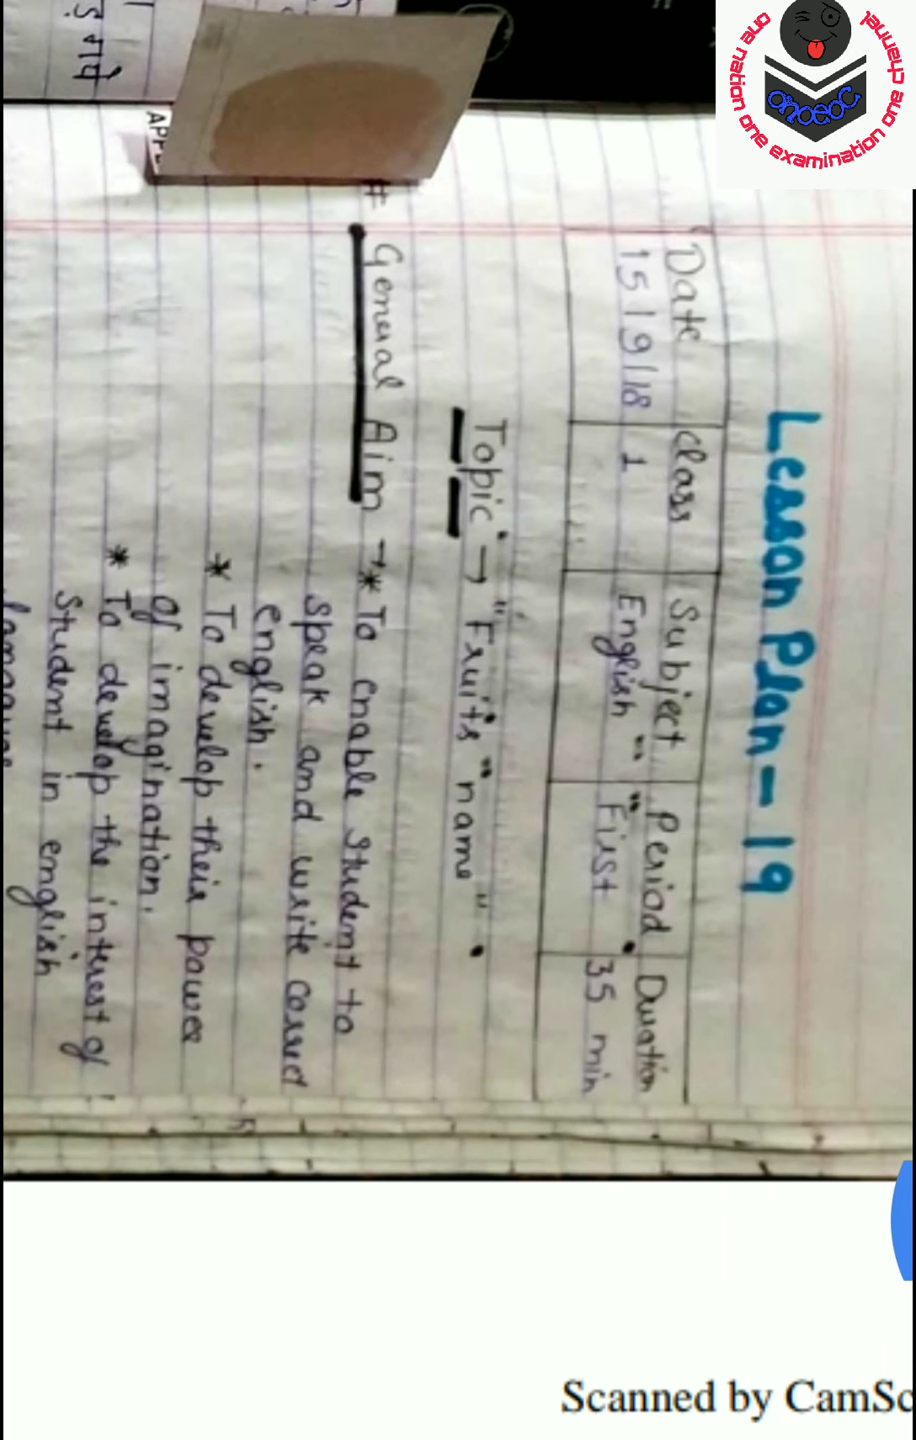 Lesson Plan - 19
Date Class Subject Period Duration
15/9/18 1 English "First" 35 min
Topic → "Fruits" name".
# General Aim → * To enable student to
speak and write correct
english.
* To develop their power
of imagination.
* To develop the interest of
student in english
language
one nation one examination one channel
onoeoc
Scanned by CamSc